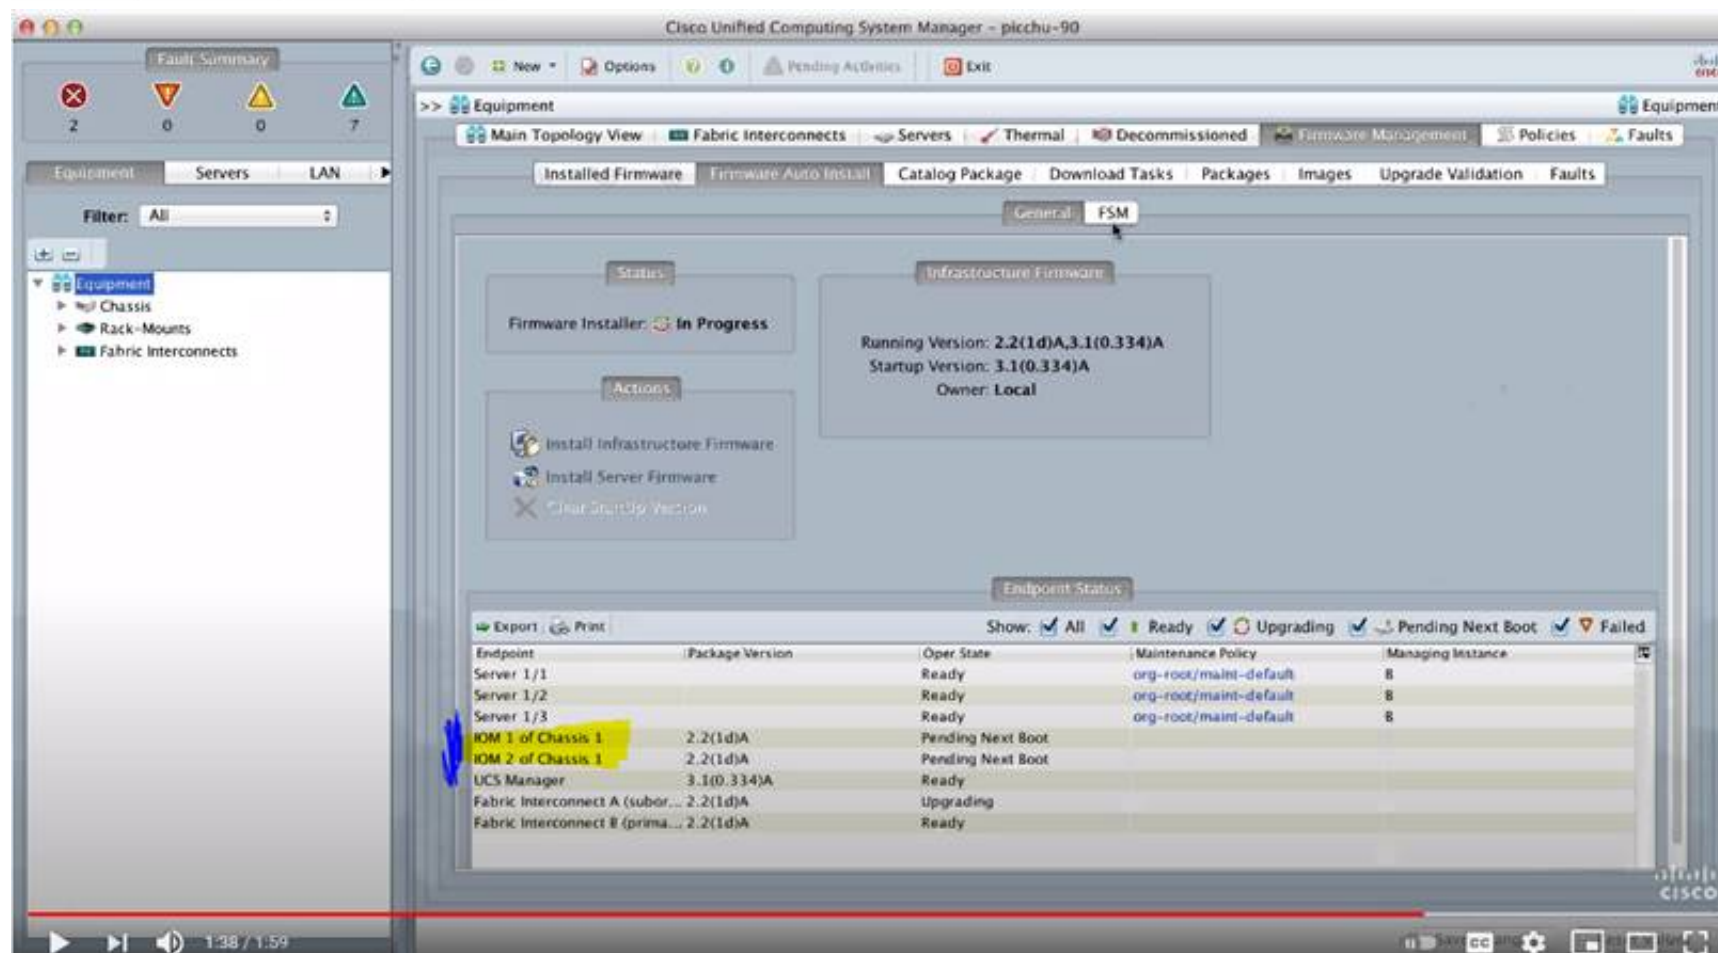 Cisco Unified Computing System Manager - picchu-90
Fault Summary
2 0 0 7
New Options Pending Activities Exit
>> Equipment Equipment
Main Topology View Fabric Interconnects Servers Thermal Decommissioned Firmware Management Policies Faults
Equipment Servers LAN
Installed Firmware Firmware Auto Install Catalog Package Download Tasks Packages Images Upgrade Validation Faults
Filter: All
General FSM
Equipment
Chassis
Rack-Mounts
Fabric Interconnects
Status
Firmware Installer: In Progress
Infrastructure Firmware
Running Version: 2.2(1d)A,3.1(0.334)A
Startup Version: 3.1(0.334)A
Owner: Local
Actions
Install Infrastructure Firmware
Install Server Firmware
Clear StartUp Version
Endpoint Status
Export Print Show: All Ready Upgrading Pending Next Boot Failed
Endpoint Package Version Oper State Maintenance Policy Managing Instance
Server 1/1 Ready org-root/maint-default B
Server 1/2 Ready org-root/maint-default B
Server 1/3 Ready org-root/maint-default B
IOM 1 of Chassis 1 2.2(1d)A Pending Next Boot
IOM 2 of Chassis 1 2.2(1d)A Pending Next Boot
UCS Manager 3.1(0.334)A Ready
Fabric Interconnect A (subor... 2.2(1d)A Upgrading
Fabric Interconnect B (prima... 2.2(1d)A Ready
CISCO
1:38 / 1:59 CC